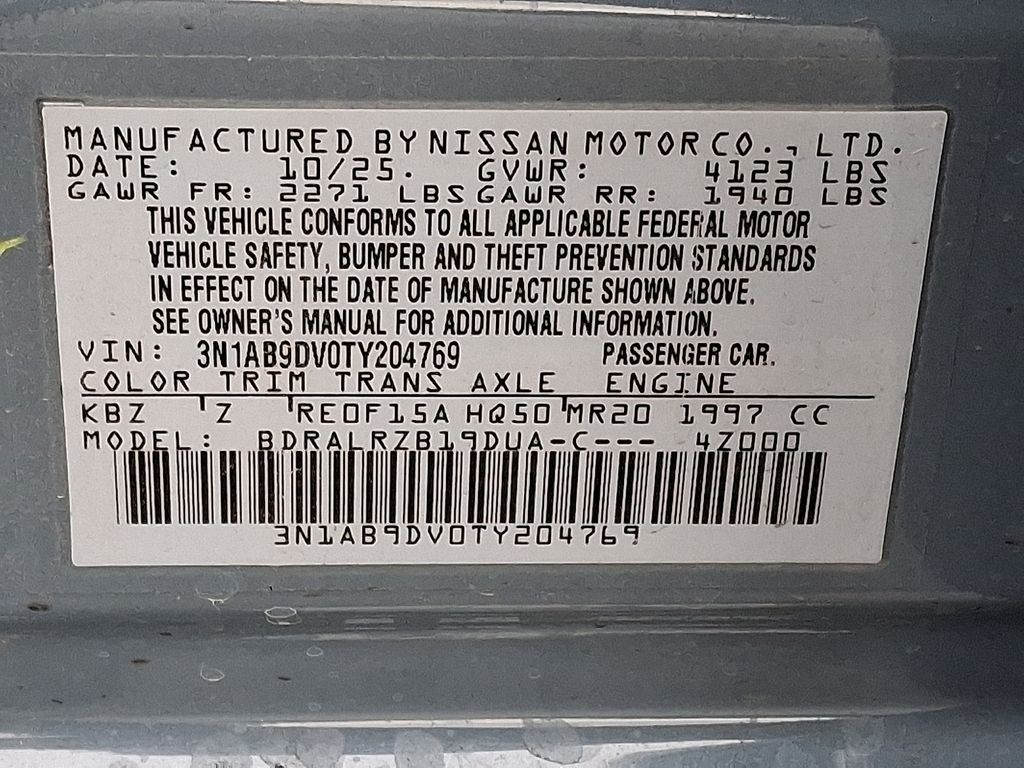 MANUFACTURED BY NISSAN MOTOR CO., LTD.
DATE: 10/25. GVWR: 4123 LBS
GAWR FR: 2271 LBS GAWR RR: 1940 LBS
THIS VEHICLE CONFORMS TO ALL APPLICABLE FEDERAL MOTOR
VEHICLE SAFETY, BUMPER AND THEFT PREVENTION STANDARDS
IN EFFECT ON THE DATE OF MANUFACTURE SHOWN ABOVE.
SEE OWNER'S MANUAL FOR ADDITIONAL INFORMATION.
VIN: 3N1AB9DV0TY204769 PASSENGER CAR.
COLOR TRIM TRANS AXLE ENGINE
KBZ Z RE0F15A HQ50 MR20 1997 CC
MODEL: BDRALRZB19DUA-C--- 4Z000
3N1AB9DV0TY204769